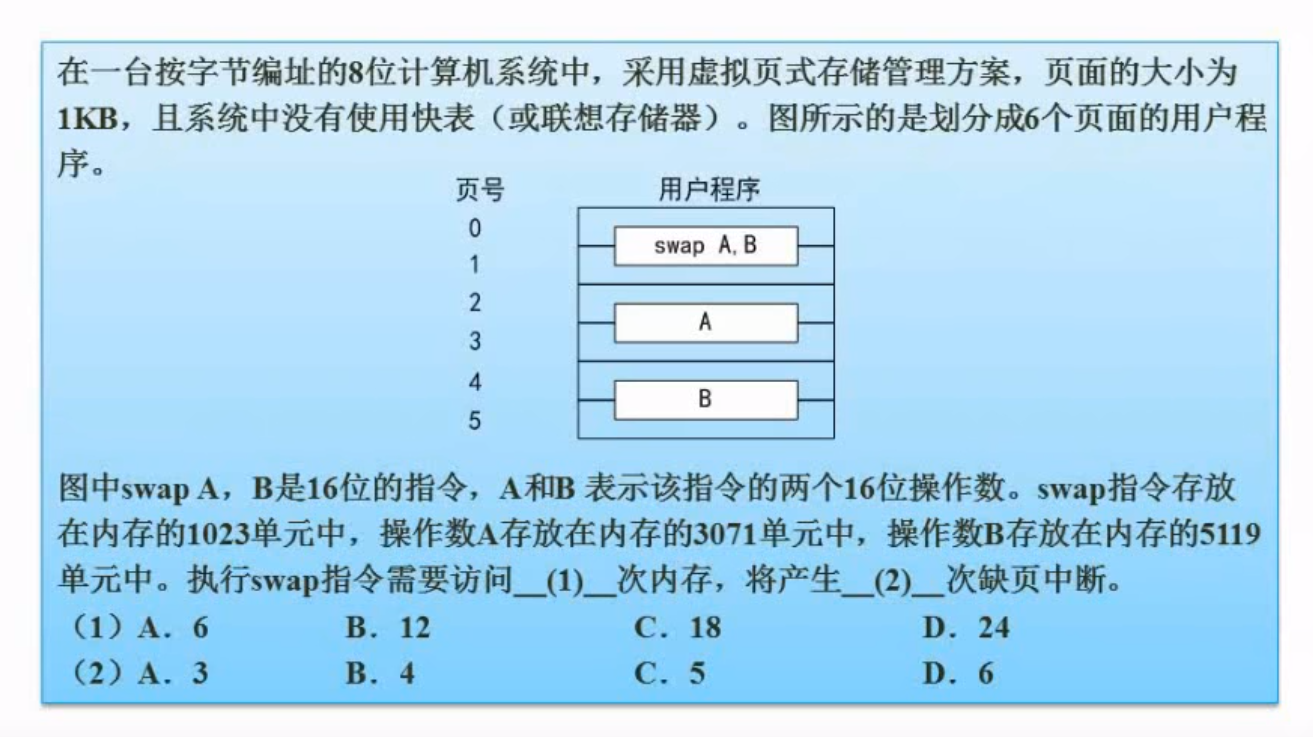 在一台按字节编址的8位计算机系统中，采用虚拟页式存储管理方案，页面的大小为
1KB，且系统中没有使用快表（或联想存储器）。图所示的是划分成6个页面的用户程
序。
页号 用户程序
0
swap A,B
1
2
A
3
4
B
5
图中swap A，B是16位的指令，A和B 表示该指令的两个16位操作数。swap指令存放
在内存的1023单元中，操作数A存放在内存的3071单元中，操作数B存放在内存的5119
单元中。执行swap指令需要访问__(1)__次内存，将产生__(2)__次缺页中断。
（1）A．6 B．12 C．18 D．24
（2）A．3 B．4 C．5 D．6